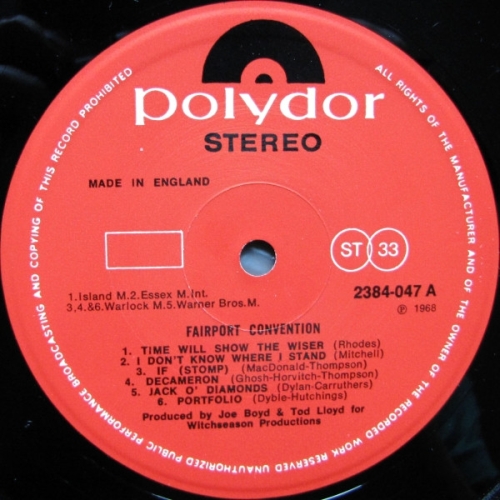 polydor
STEREO
MADE IN ENGLAND
ST 33
1.Island M.2.Essex M.Int.
3,4.&6.Warlock M.5.Warner Bros.M.
2384-047 A
℗ 1968
FAIRPORT CONVENTION
1. TIME WILL SHOW THE WISER (Rhodes)
2. I DON'T KNOW WHERE I STAND (Mitchell)
3. IF (STOMP) (MacDonald-Thompson)
4. DECAMERON (Ghosh-Horvitch-Thompson)
5. JACK O' DIAMONDS (Dylan-Carruthers)
6. PORTFOLIO (Dyble-Hutchings)
Produced by Joe Boyd & Tod Lloyd for
Witchseason Productions
ALL RIGHTS OF THE MANUFACTURER AND OF THE OWNER OF THE RECORDED WORK RESERVED UNAUTHORIZED PUBLIC PERFORMANCE BROADCASTING AND COPYING OF THIS RECORD PROHIBITED